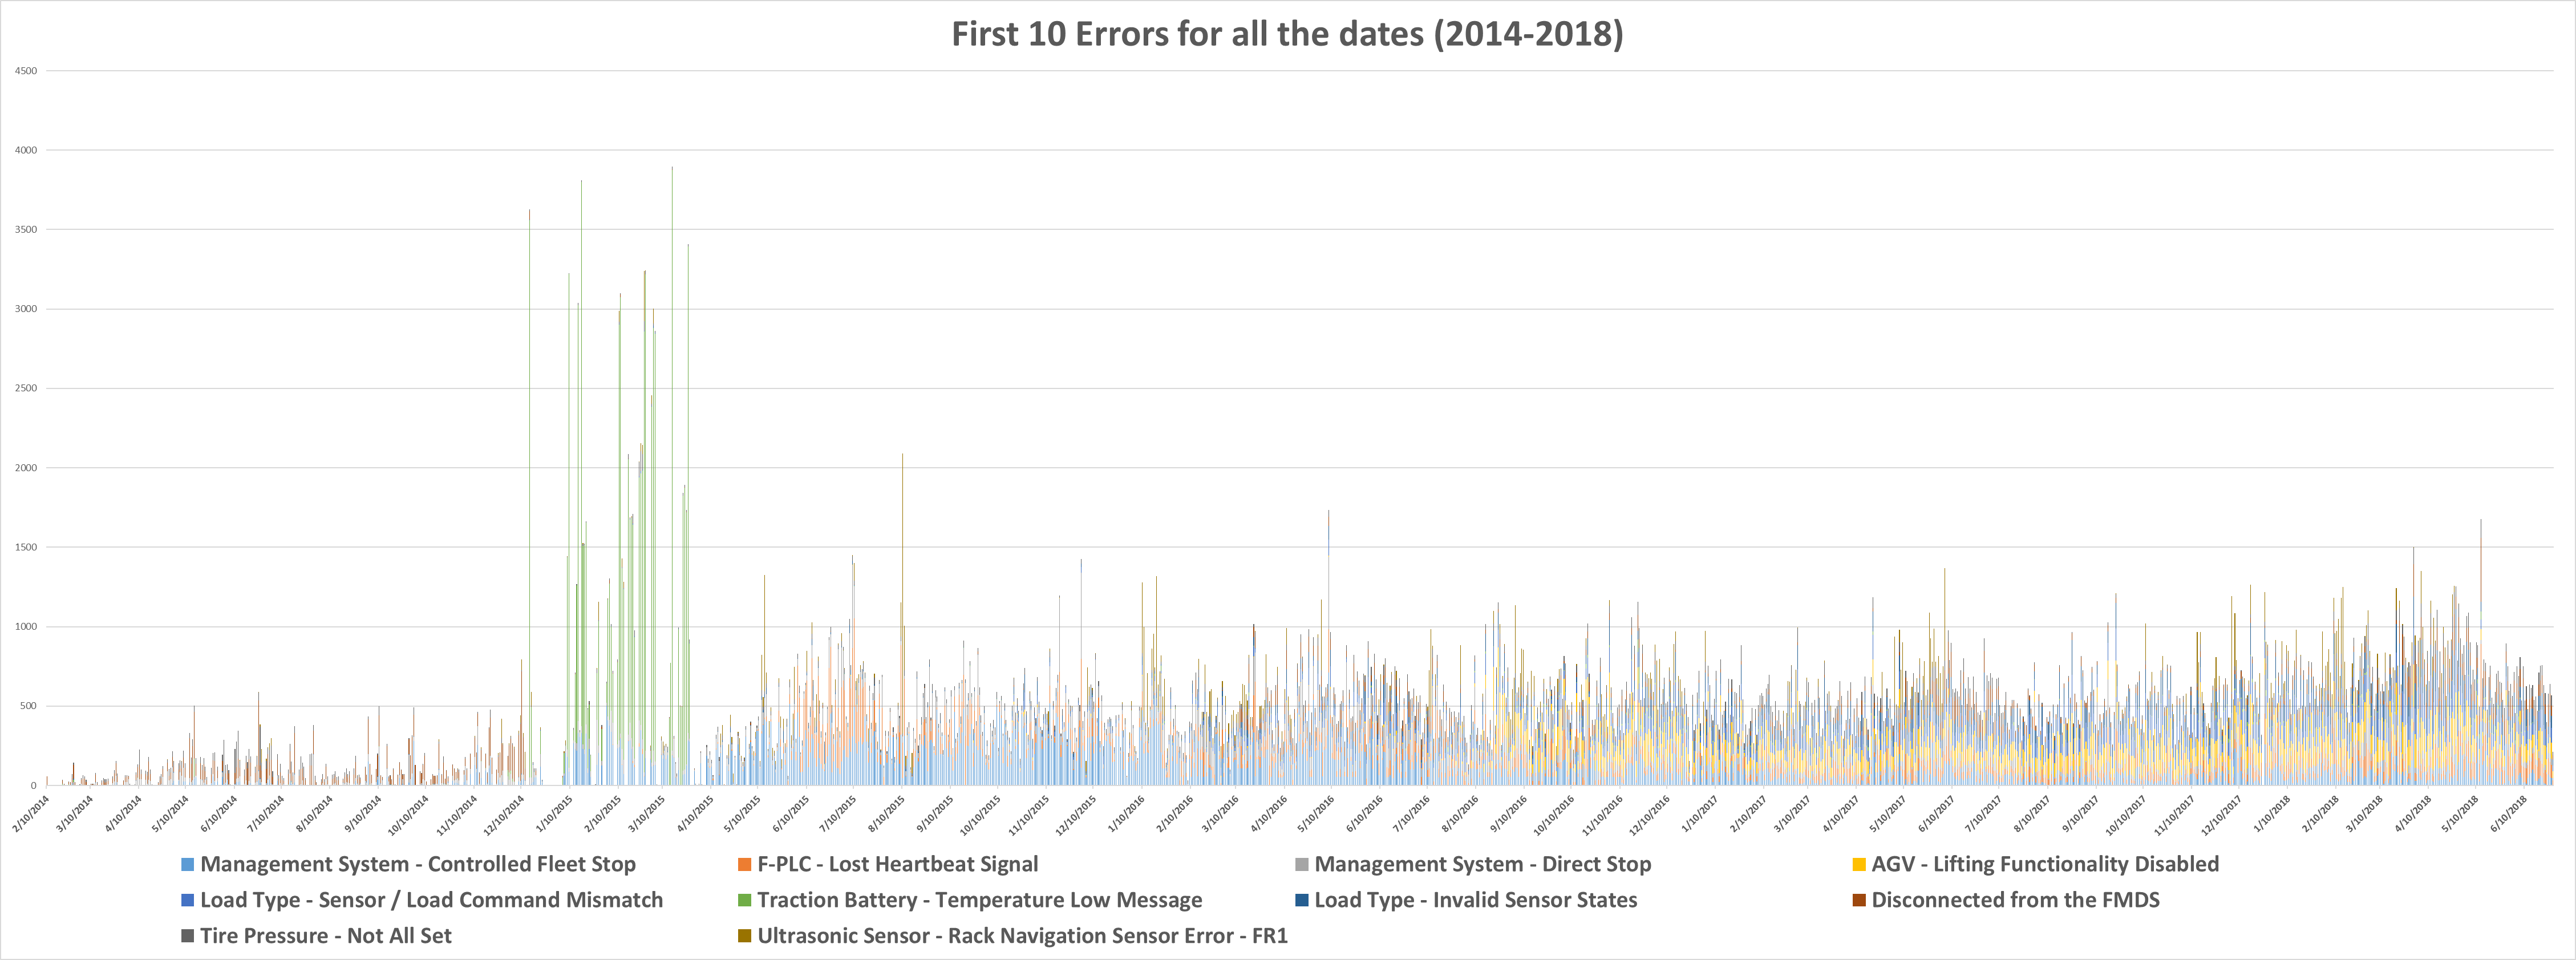 First 10 Errors for all the dates (2014-2018)
4500
4000
3500
3000
2500
2000
1500
1000
500
0
2/10/2014 3/10/2014 4/10/2014 5/10/2014 6/10/2014 7/10/2014 8/10/2014 9/10/2014 10/10/2014 11/10/2014 12/10/2014 1/10/2015 2/10/2015 3/10/2015 4/10/2015 5/10/2015 6/10/2015 7/10/2015 8/10/2015 9/10/2015 10/10/2015 11/10/2015 12/10/2015 1/10/2016 2/10/2016 3/10/2016 4/10/2016 5/10/2016 6/10/2016 7/10/2016 8/10/2016 9/10/2016 10/10/2016 11/10/2016 12/10/2016 1/10/2017 2/10/2017 3/10/2017 4/10/2017 5/10/2017 6/10/2017 7/10/2017 8/10/2017 9/10/2017 10/10/2017 11/10/2017 12/10/2017 1/10/2018 2/10/2018 3/10/2018 4/10/2018 5/10/2018 6/10/2018
Management System - Controlled Fleet Stop F-PLC - Lost Heartbeat Signal Management System - Direct Stop AGV - Lifting Functionality Disabled
Load Type - Sensor / Load Command Mismatch Traction Battery - Temperature Low Message Load Type - Invalid Sensor States Disconnected from the FMDS
Tire Pressure - Not All Set Ultrasonic Sensor - Rack Navigation Sensor Error - FR1